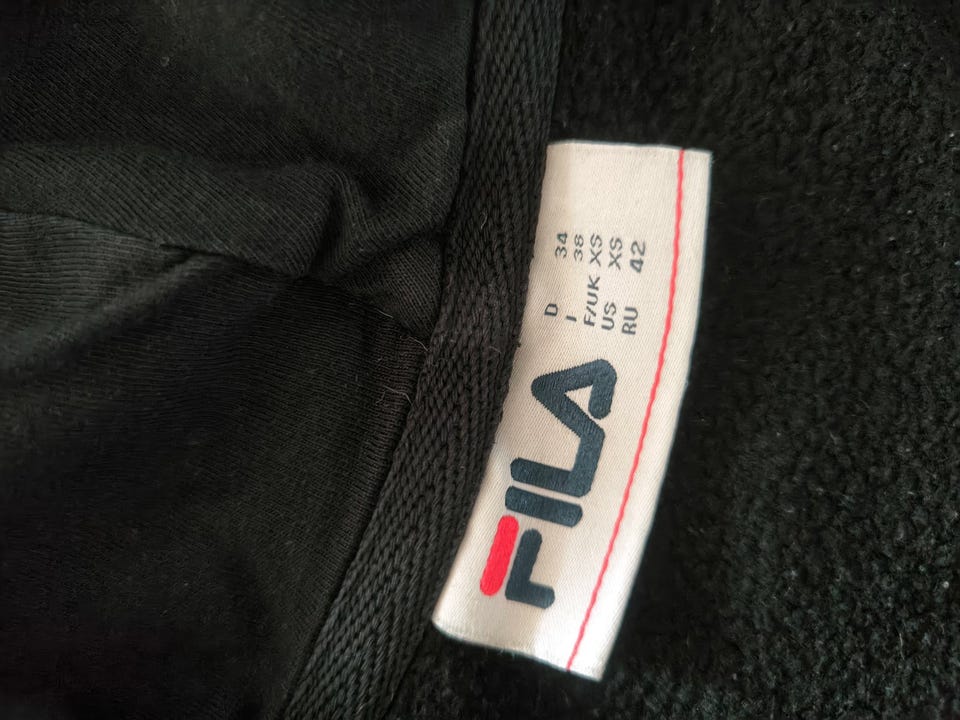 FILA
D 34
I 38
F/UK XS
US XS
RU 42